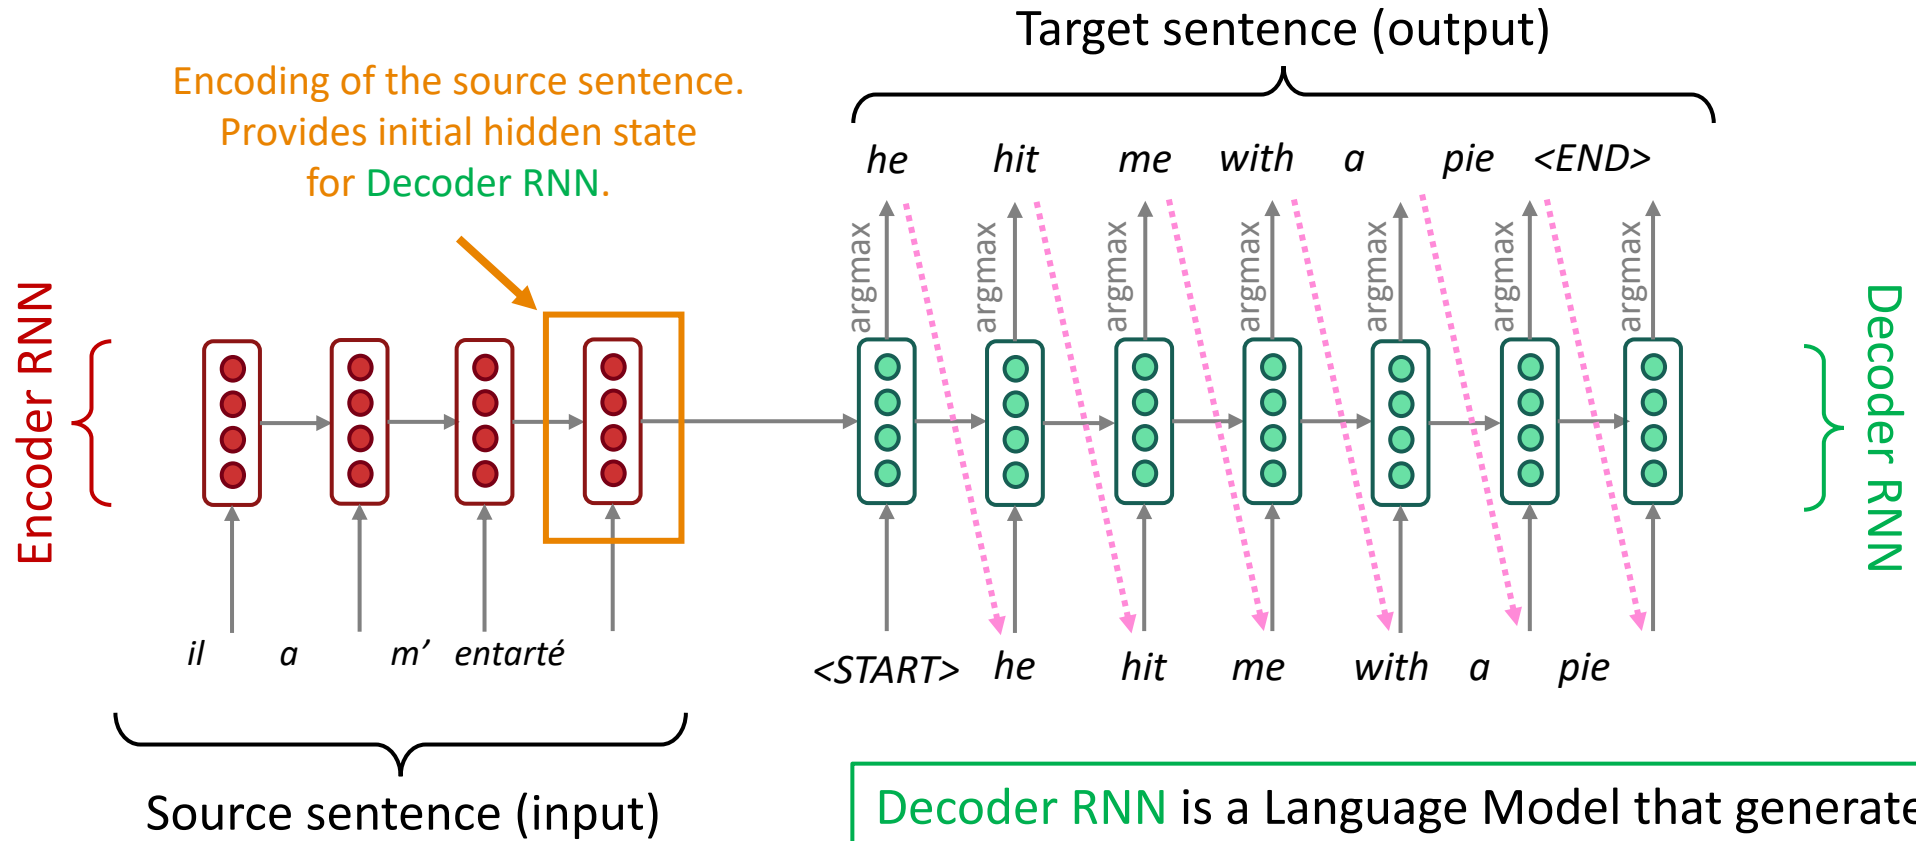 Target sentence (output)
Encoding of the source sentence.
Provides initial hidden state
for Decoder RNN.
he hit me with a pie <END>
argmax argmax argmax argmax argmax argmax argmax
Encoder RNN
Decoder RNN
il a m’ entarté
<START> he hit me with a pie
Source sentence (input)
Decoder RNN is a Language Model that generate